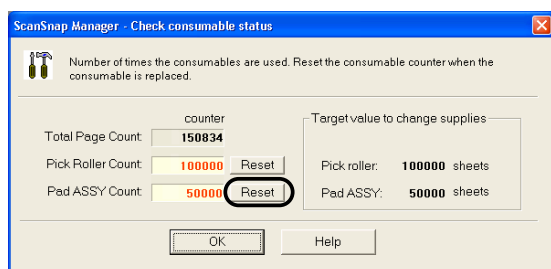 ScanSnap Manager - Check consumable status
Number of times the consumables are used. Reset the consumable counter when the
consumable is replaced.
counter
Total Page Count: 150834
Pick Roller Count: 100000 Reset
Pad ASSY Count: 50000 Reset
Target value to change supplies
Pick roller: 100000 sheets
Pad ASSY: 50000 sheets
OK Help